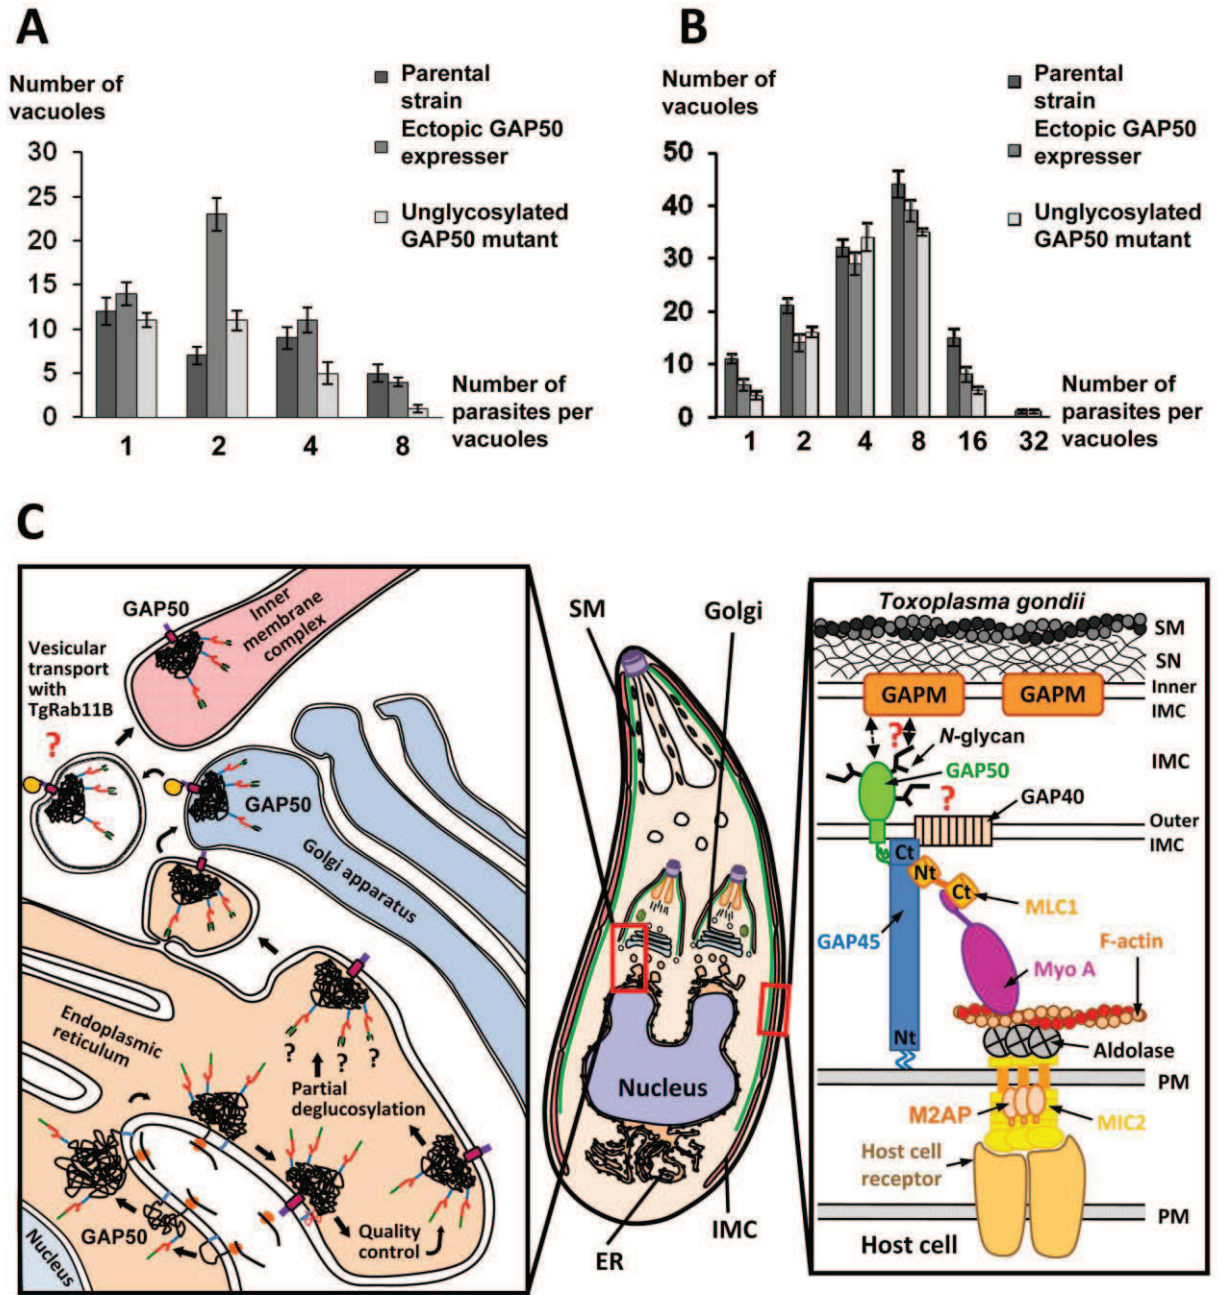 A
Number of
vacuoles
Parental
strain
Ectopic GAP50
expresser
Unglycosylated
GAP50 mutant
30
25
20
15
10
5
0
1 2 4 8
Number of
parasites per
vacuoles
B
Number of
vacuoles
Parental
strain
Ectopic GAP50
expresser
Unglycosylated
GAP50 mutant
50
40
30
20
10
0
1 2 4 8 16 32
Number of
parasites per
vacuoles
C
GAP50
Inner
membrane
complex
Vesicular
transport
with
TgRab11B
?
GAP50
Golgi apparatus
Endoplasmic
reticulum
? ? ?
Partial
deglucosylation
GAP50
Quality
control
Nucleus
SM
Golgi
Nucleus
ER
IMC
Toxoplasma gondii
SM
SN
GAPM
GAPM
Inner
IMC
?
N-glycan
IMC
GAP50
?
GAP40
Outer
IMC
Ct
Nt
Ct
MLC1
GAP45
Myo A
F-actin
Nt
Aldolase
PM
M2AP
MIC2
Host cell
receptor
PM
Host cell